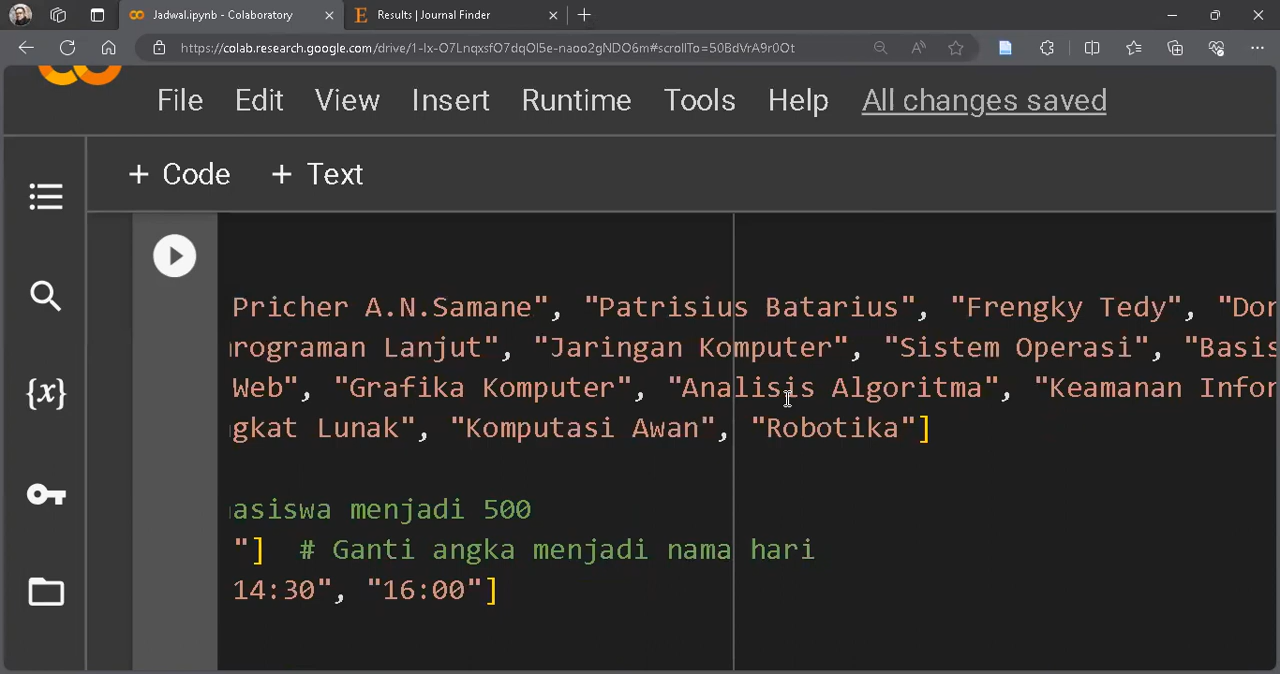 Jadwal.ipynb - Colaboratory
Results | Journal Finder
https://colab.research.google.com/drive/1-lx-O7LnqxsfO7dqOl5e-naoo2gNDO6m#scrollTo=50BdVrA9r0Qt
File Edit View Insert Runtime Tools Help All changes saved
+ Code + Text
Pricher A.N.Samane", "Patrisius Batarius", "Frengky Tedy", "Dor
rograman Lanjut", "Jaringan Komputer", "Sistem Operasi", "Basis
Web", "Grafika Komputer", "Analisis Algoritma", "Keamanan Infor
gkat Lunak", "Komputasi Awan", "Robotika"]
asiswa menjadi 500
"] # Ganti angka menjadi nama hari
14:30", "16:00"]